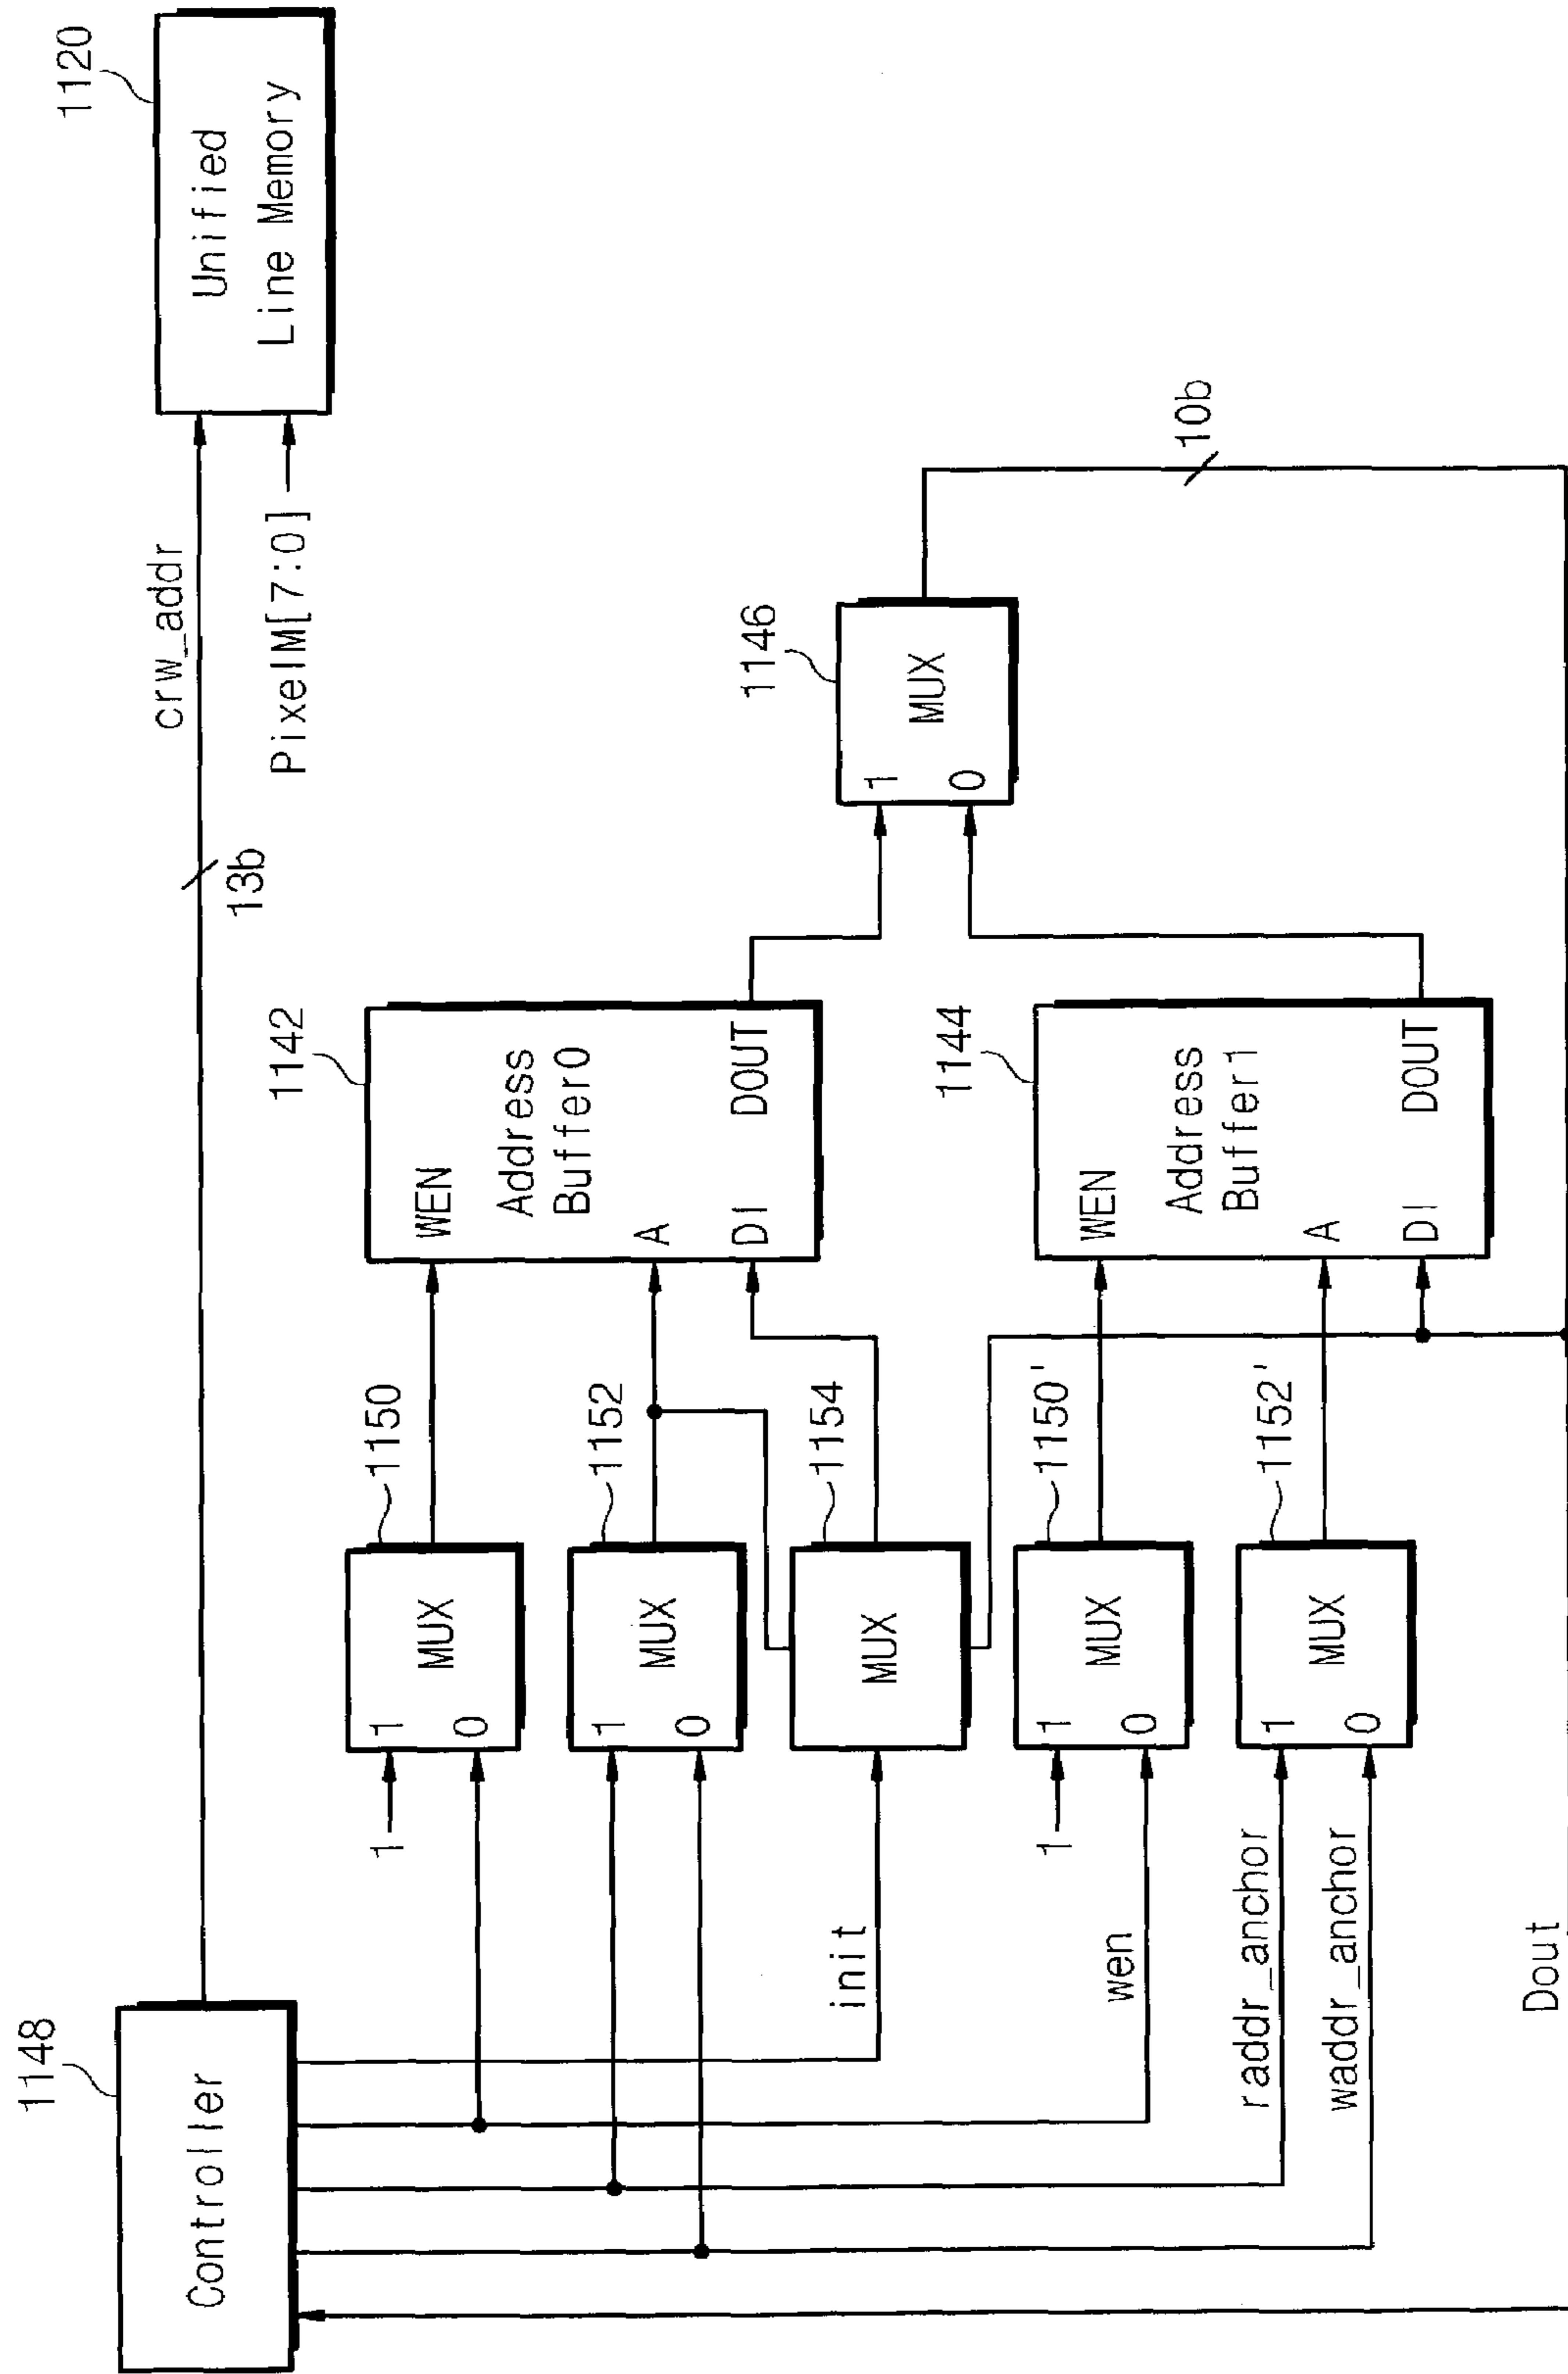 1148
Controller
crw_addr
13b
PixelM[7:0]
1120
Unified
Line Memory
1
1
0
MUX
1150
1
0
MUX
1152
init
MUX
1154
1
wen
1
0
MUX
1150'
raddr_anchor
waddr_anchor
1
0
MUX
1152'
1142
WEN
Address
Buffer0
A
DI
DOUT
1144
WEN
Address
Buffer1
A
DI
DOUT
1146
1
0
MUX
10b
Dout